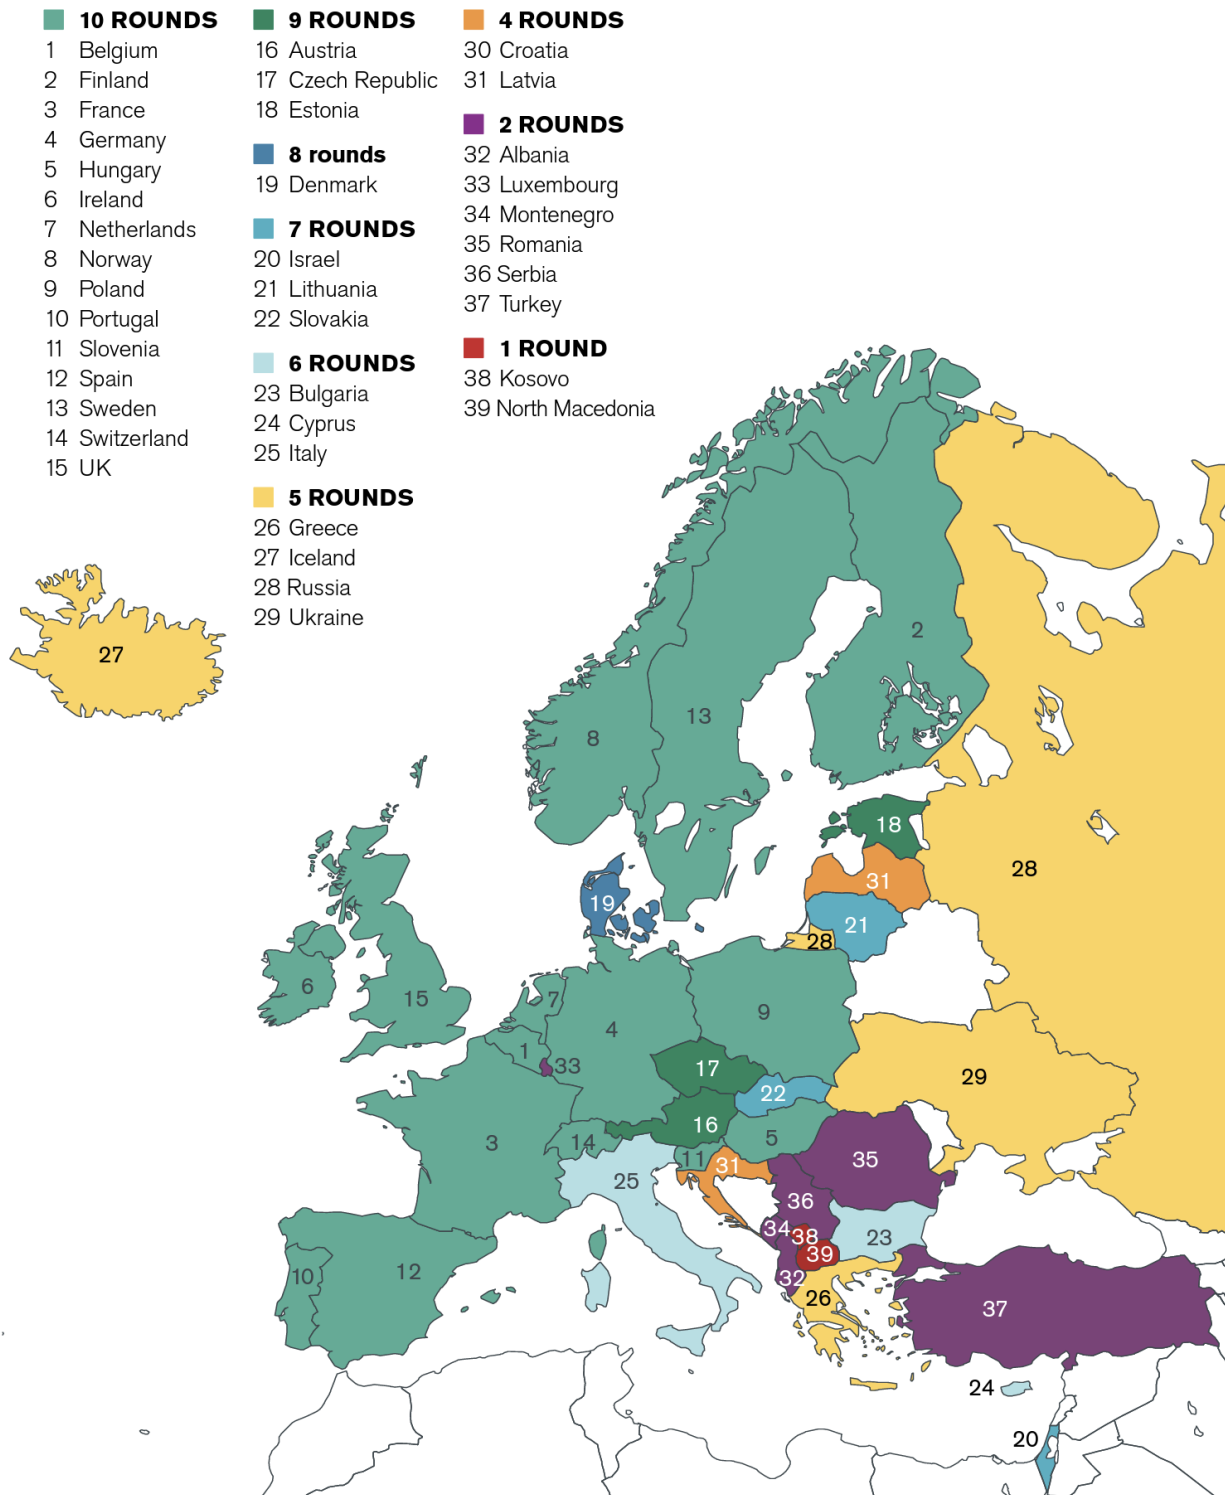 10 ROUNDS
1 Belgium
2 Finland
3 France
4 Germany
5 Hungary
6 Ireland
7 Netherlands
8 Norway
9 Poland
10 Portugal
11 Slovenia
12 Spain
13 Sweden
14 Switzerland
15 UK
9 ROUNDS
16 Austria
17 Czech Republic
18 Estonia
8 rounds
19 Denmark
7 ROUNDS
20 Israel
21 Lithuania
22 Slovakia
6 ROUNDS
23 Bulgaria
24 Cyprus
25 Italy
5 ROUNDS
26 Greece
27 Iceland
28 Russia
29 Ukraine
4 ROUNDS
30 Croatia
31 Latvia
2 ROUNDS
32 Albania
33 Luxembourg
34 Montenegro
35 Romania
36 Serbia
37 Turkey
1 ROUND
38 Kosovo
39 North Macedonia
27
2
13
8
18
28
31
19
21
28
6
15
7
9
4
1
33
17
29
22
16
3
14
5
11
31
35
25
36
34
38
23
39
10
12
32
26
37
24
20